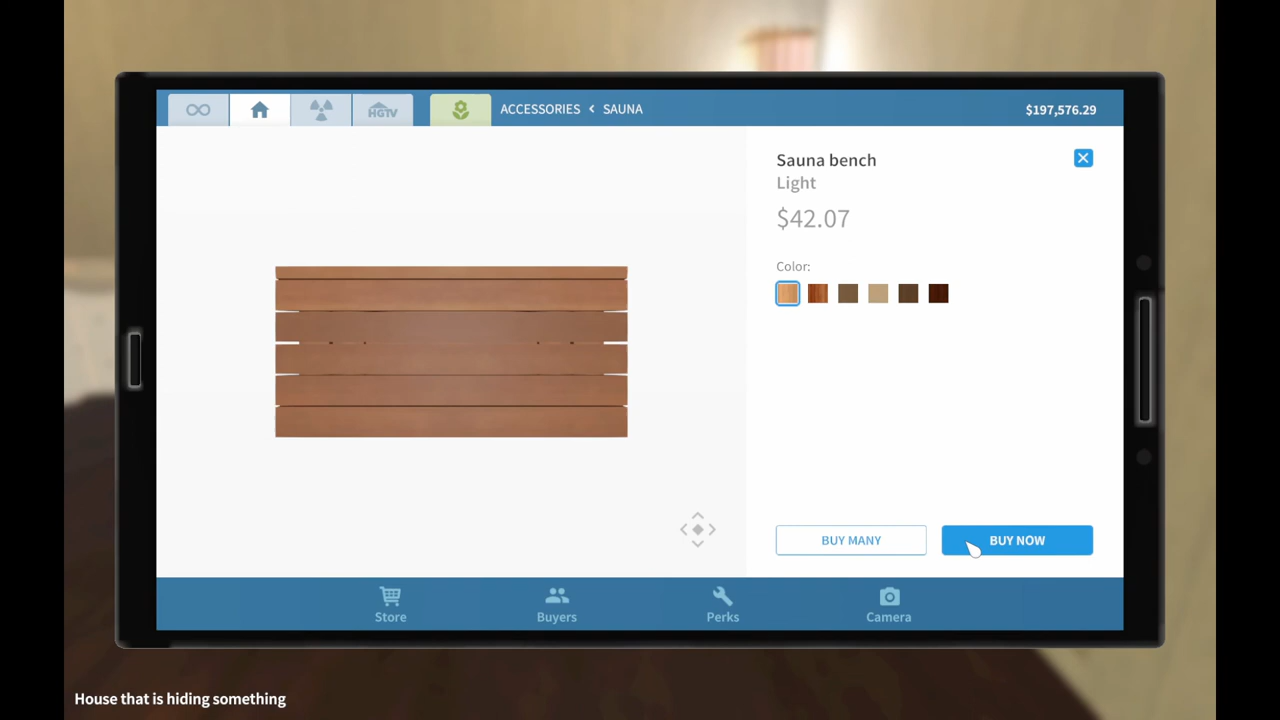 HGTV
ACCESSORIES < SAUNA
$197,576.29
Sauna bench
Light
$42.07
Color:
BUY MANY
BUY NOW
Store
Buyers
Perks
Camera
House that is hiding something